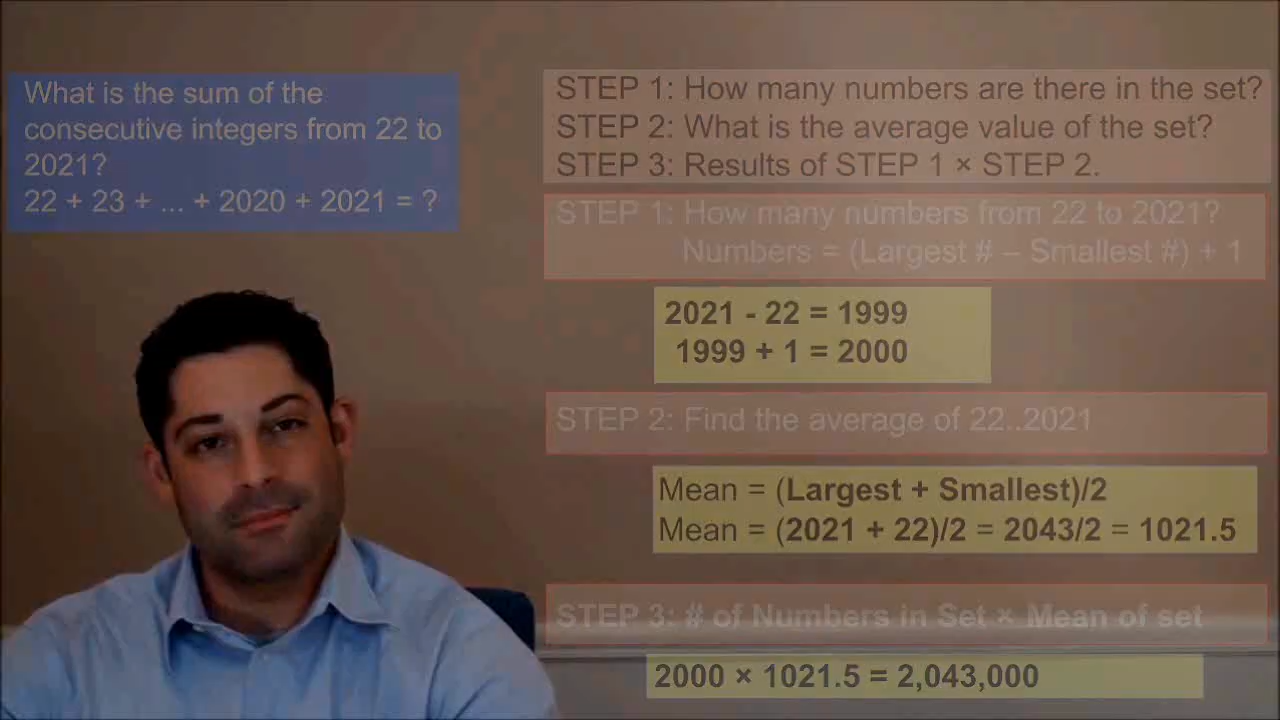 What is the sum of the
consecutive integers from 22 to
2021?
22 + 23 + ... + 2020 + 2021 = ?
STEP 1: How many numbers are there in the set?
STEP 2: What is the average value of the set?
STEP 3: Results of STEP 1 × STEP 2.
STEP 1: How many numbers from 22 to 2021?
Numbers = (Largest # – Smallest #) + 1
2021 - 22 = 1999
1999 + 1 = 2000
STEP 2: Find the average of 22..2021
Mean = (Largest + Smallest)/2
Mean = (2021 + 22)/2 = 2043/2 = 1021.5
STEP 3: # of Numbers in Set × Mean of set
2000 × 1021.5 = 2,043,000